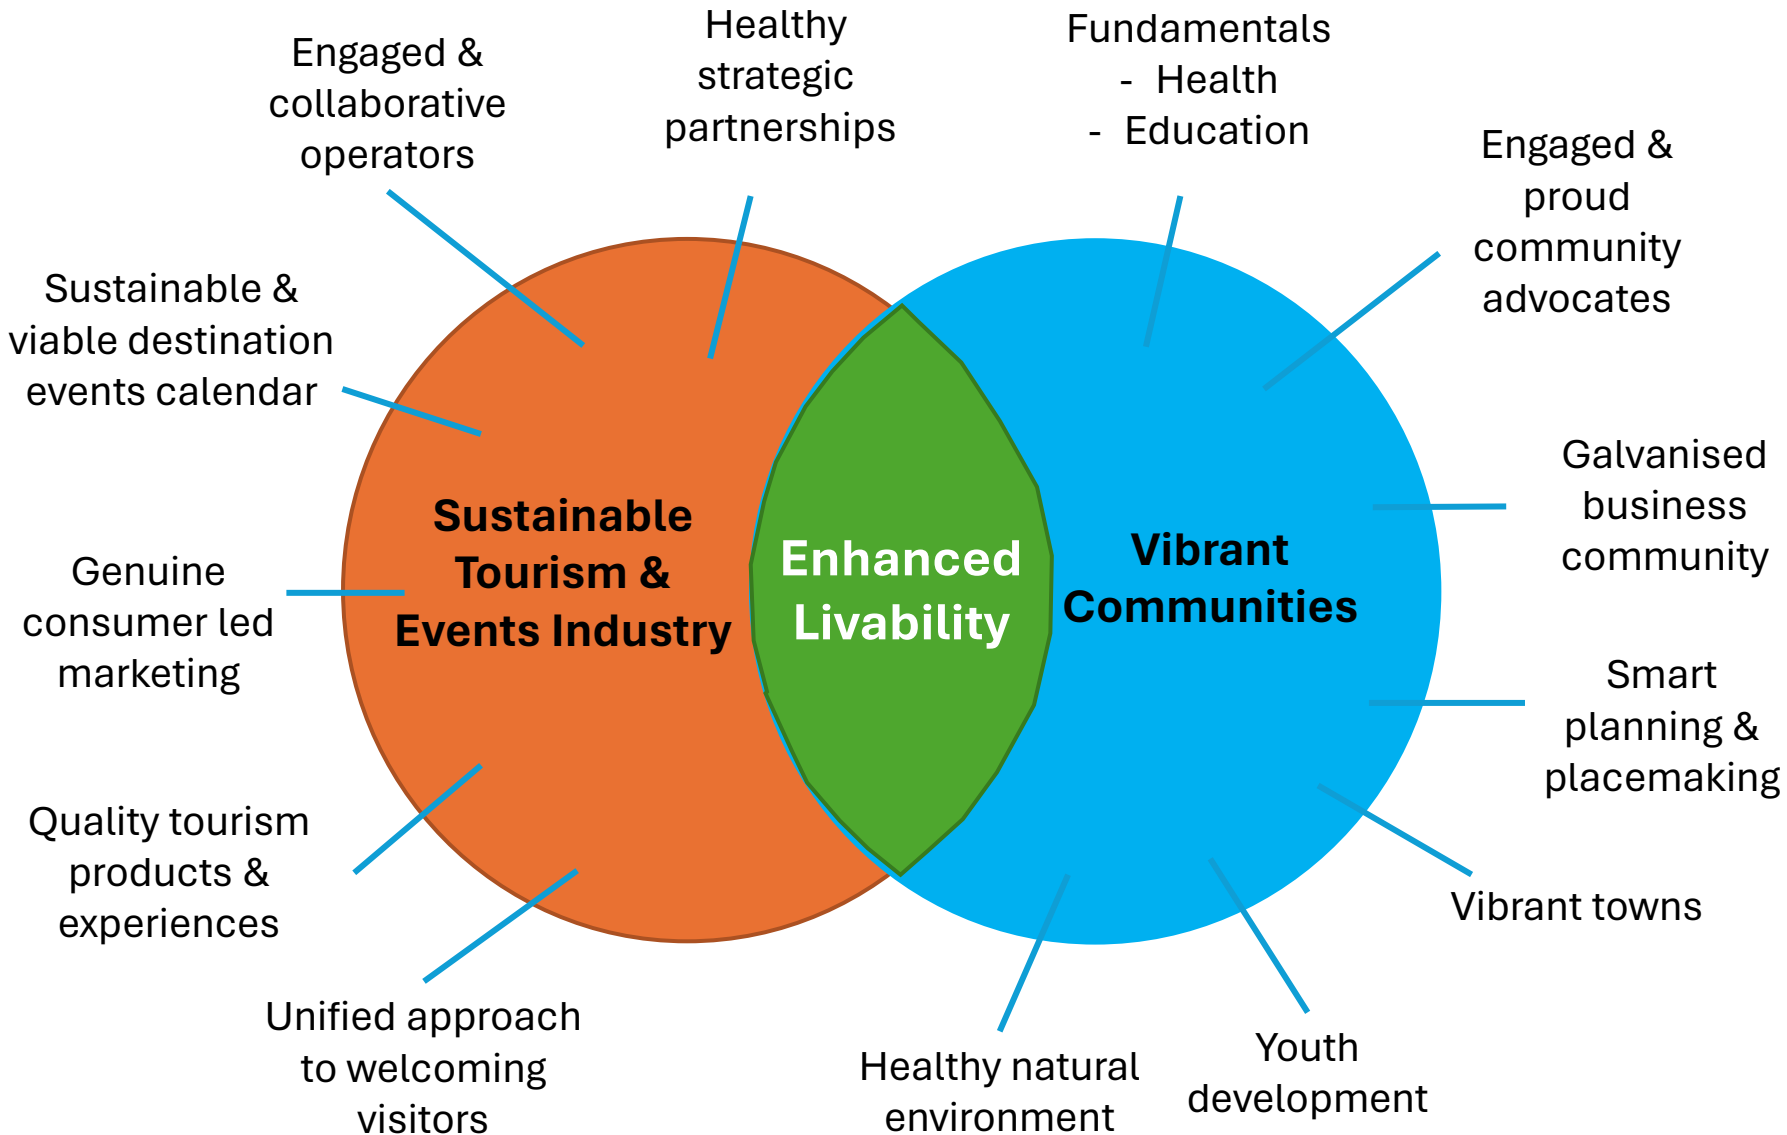 Engaged &
collaborative
operators
Healthy
strategic
partnerships
Fundamentals
- Health
- Education
Engaged &
proud
community
advocates
Sustainable &
viable destination
events calendar
Galvanised
business
community
Sustainable
Tourism &
Events Industry
Enhanced
Livability
Vibrant
Communities
Genuine
consumer led
marketing
Smart
planning &
placemaking
Quality tourism
products &
experiences
Vibrant towns
Unified approach
to welcoming
visitors
Healthy natural
environment
Youth
development